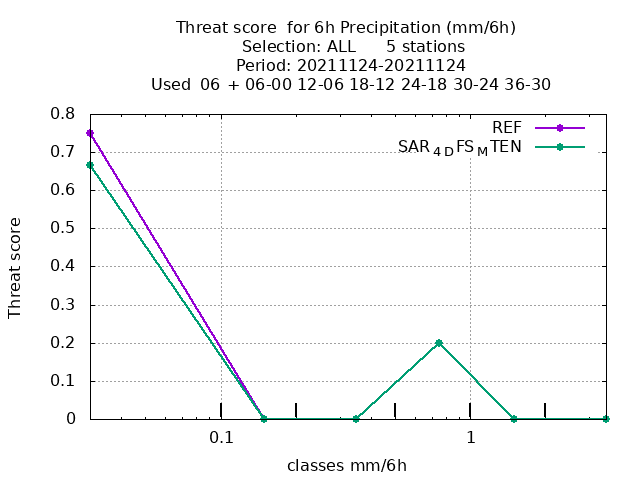 Threat score  for 6h Precipitation (mm/6h)
Selection: ALL      5 stations
Period: 20211124-20211124
Used  06 + 06-00 12-06 18-12 24-18 30-24 36-30
0.8
0.7
0.6
0.5
0.4
0.3
0.2
0.1
0
Threat score
REF
SAR4DFSMTEN
0.1
1
classes mm/6h